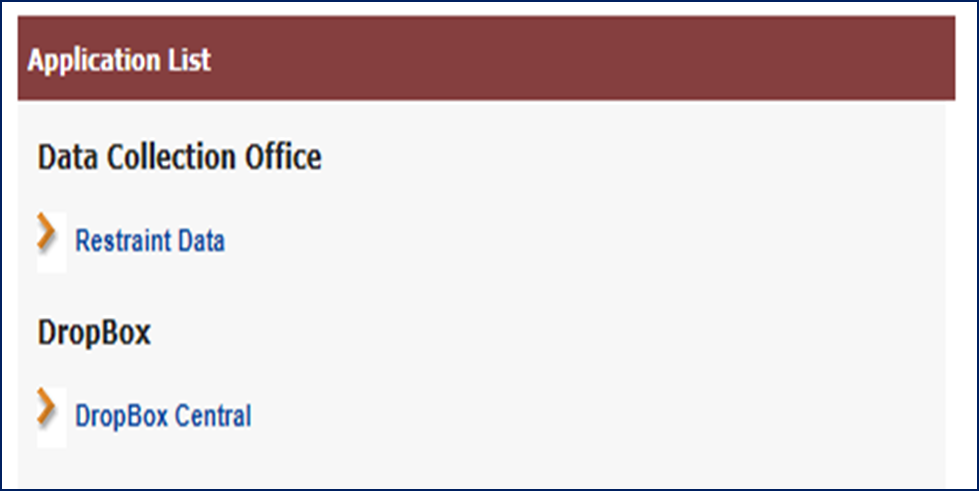 Application List
Data Collection Office
Restraint Data
DropBox
DropBox Central